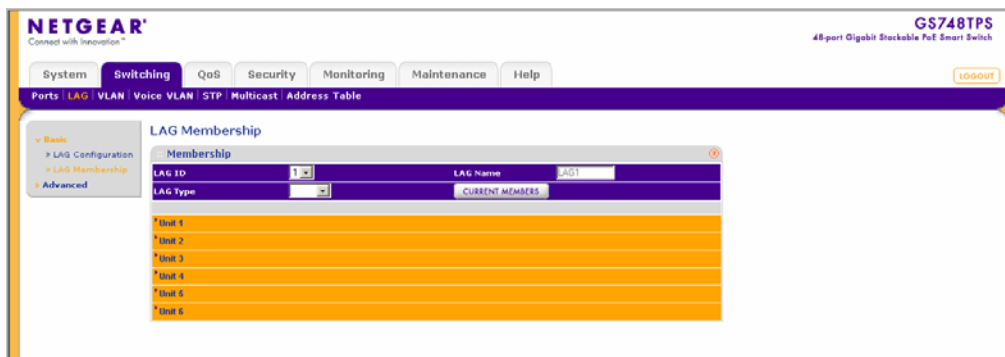 NETGEAR
Connect with Innovation™
GS748TPS
48-port Gigabit Stackable PoE Smart Switch
System Switching QoS Security Monitoring Maintenance Help
LOGOUT
Ports LAG VLAN Voice VLAN STP Multicast Address Table
Basic
LAG Configuration
LAG Membership
Advanced
LAG Membership
Membership
LAG ID 1 LAG Name LAG1
LAG Type CURRENT MEMBERS
Unit 1
Unit 2
Unit 3
Unit 4
Unit 5
Unit 6